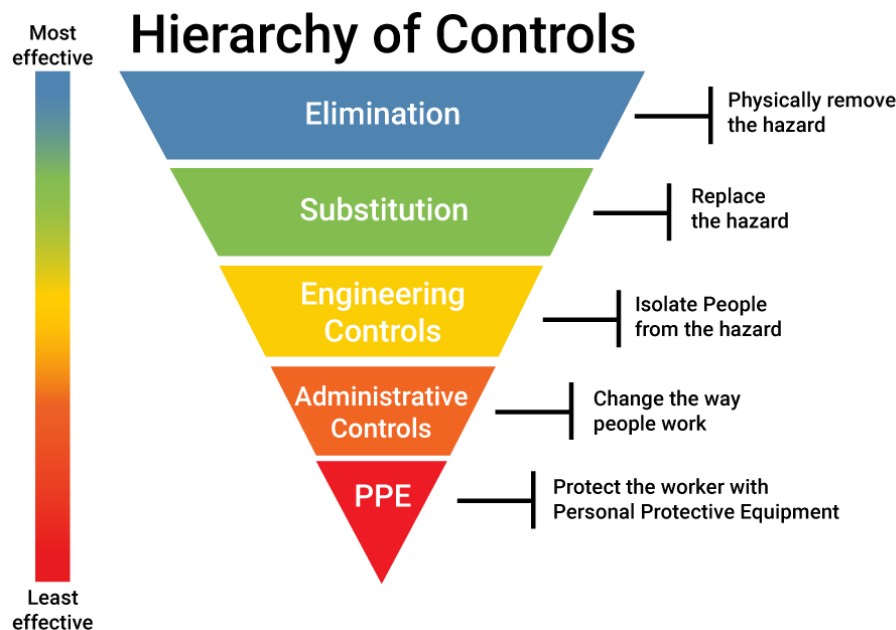 Hierarchy of Controls
Most
effective
Elimination
Physically remove
the hazard
Substitution
Replace
the hazard
Engineering
Controls
Isolate People
from the hazard
Administrative
Controls
Change the way
people work
PPE
Protect the worker with
Personal Protective Equipment
Least
effective